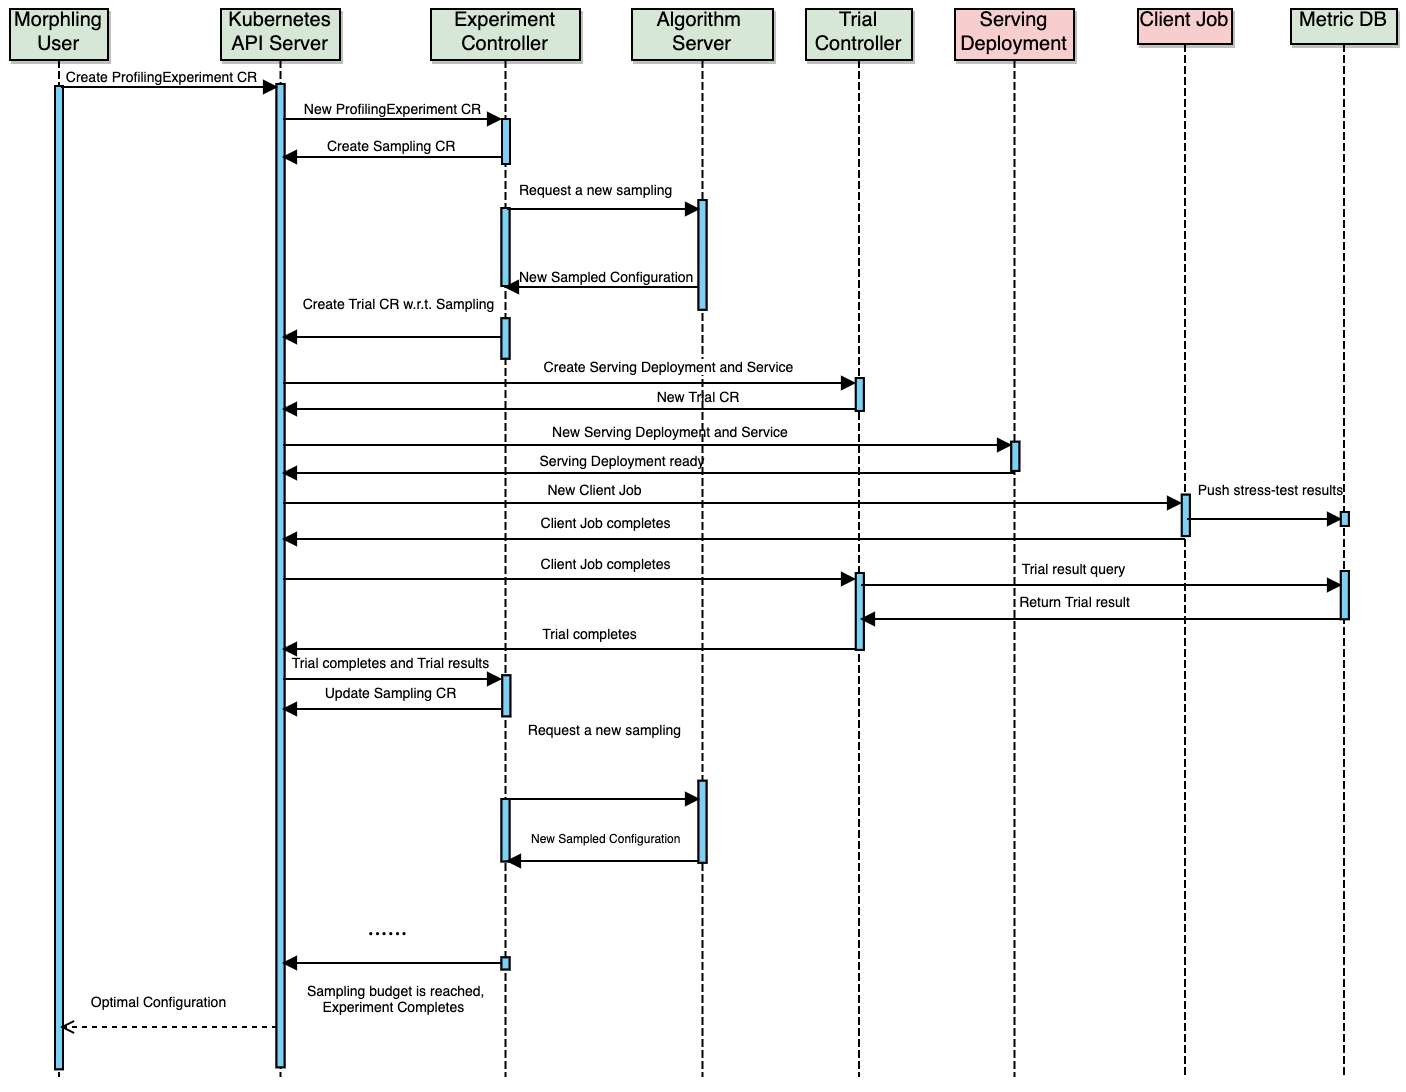 Morphling
User
Kubernetes
API Server
Experiment
Controller
Algorithm
Server
Trial
Controller
Serving
Deployment
Client Job
Metric DB
Create ProfilingExperiment CR
New ProfilingExperiment CR
Create Sampling CR
Request a new sampling
New Sampled Configuration
Create Trial CR w.r.t. Sampling
Create Serving Deployment and Service
New Trial CR
New Serving Deployment and Service
Serving Deployment ready
New Client Job
Push stress-test results
Client Job completes
Client Job completes
Trial result query
Return Trial result
Trial completes
Trial completes and Trial results
Update Sampling CR
Request a new sampling
New Sampled Configuration
......
Sampling budget is reached,
Experiment Completes
Optimal Configuration